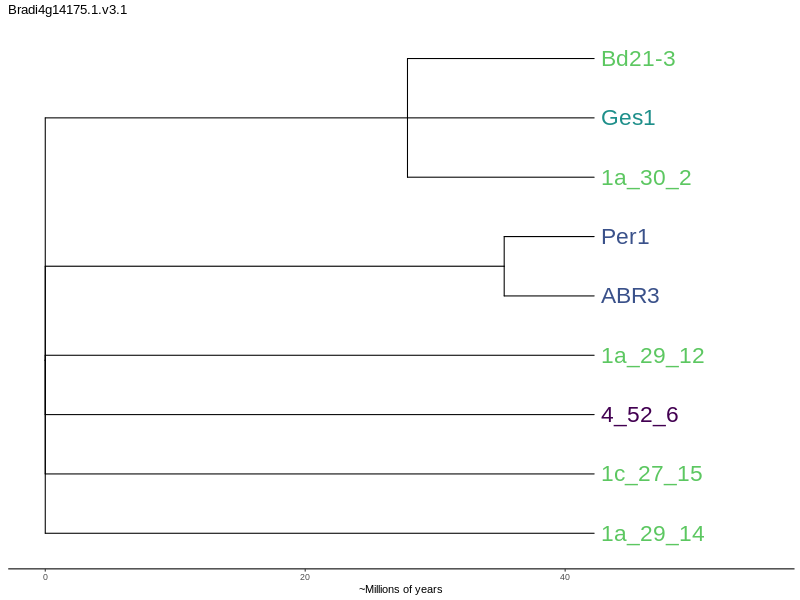 Bradi4g14175.1.v3.1
Bd21-3
Ges1
1a_30_2
Per1
ABR3
1a_29_12
4_52_6
1c_27_15
1a_29_14
0 20 40
~Millions of years